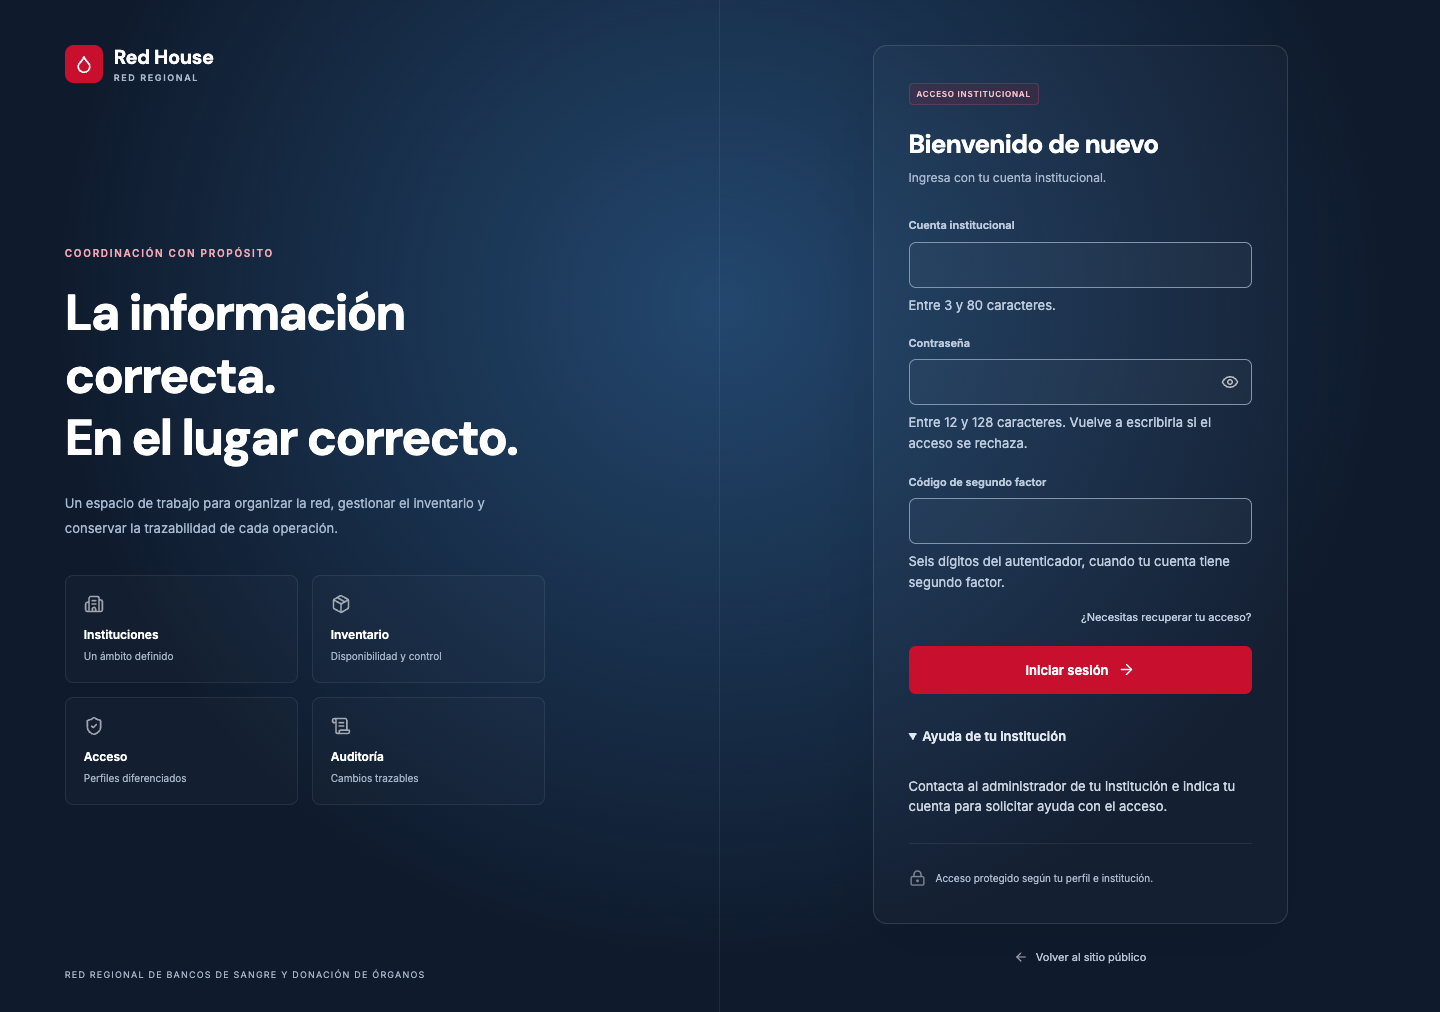 Red House
RED REGIONAL
COORDINACIÓN CON PROPÓSITO
La información
correcta.
En el lugar correcto.
Un espacio de trabajo para organizar la red, gestionar el inventario y
conservar la trazabilidad de cada operación.
Instituciones
Un ámbito definido
Inventario
Disponibilidad y control
Acceso
Perfiles diferenciados
Auditoría
Cambios trazables
RED REGIONAL DE BANCOS DE SANGRE Y DONACIÓN DE ÓRGANOS
ACCESO INSTITUCIONAL
Bienvenido de nuevo
Ingresa con tu cuenta institucional.
Cuenta institucional
Entre 3 y 80 caracteres.
Contraseña
Entre 12 y 128 caracteres. Vuelve a escribirla si el
acceso se rechaza.
Código de segundo factor
Seis dígitos del autenticador, cuando tu cuenta tiene
segundo factor.
¿Necesitas recuperar tu acceso?
Iniciar sesión
Ayuda de tu institución
Contacta al administrador de tu institución e indica tu
cuenta para solicitar ayuda con el acceso.
Acceso protegido según tu perfil e institución.
Volver al sitio público